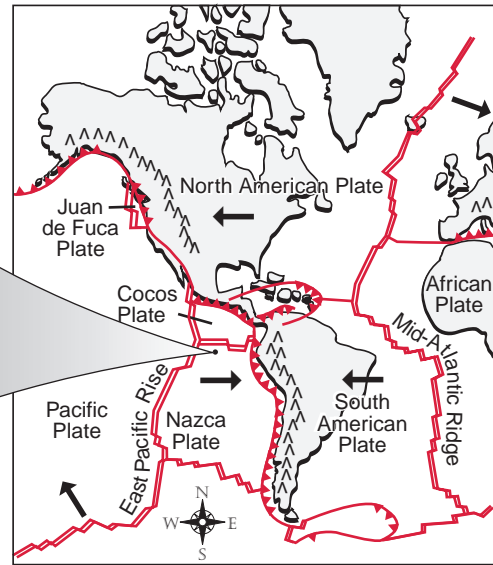 North American Plate
Juan
de Fuca
Plate
Cocos
Plate
African
Plate
Mid-Atlantic Ridge
East Pacific Rise
Pacific
Plate
Nazca
Plate
South
American
Plate
N
W E
S